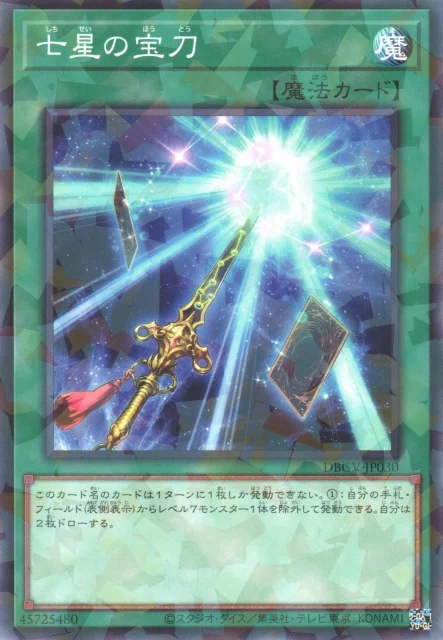 七星の宝刀
魔
【魔法カード】
DBGV-JP030
このカード名のカードは1ターンに1枚しか発動できない。①:自分の手札・
フィールド(表側表示)からレベル7モンスター1体を除外して発動できる。自分は
2枚ドローする。
45725480
©スタジオ・ダイス/集英社・テレビ東京・KONAMI